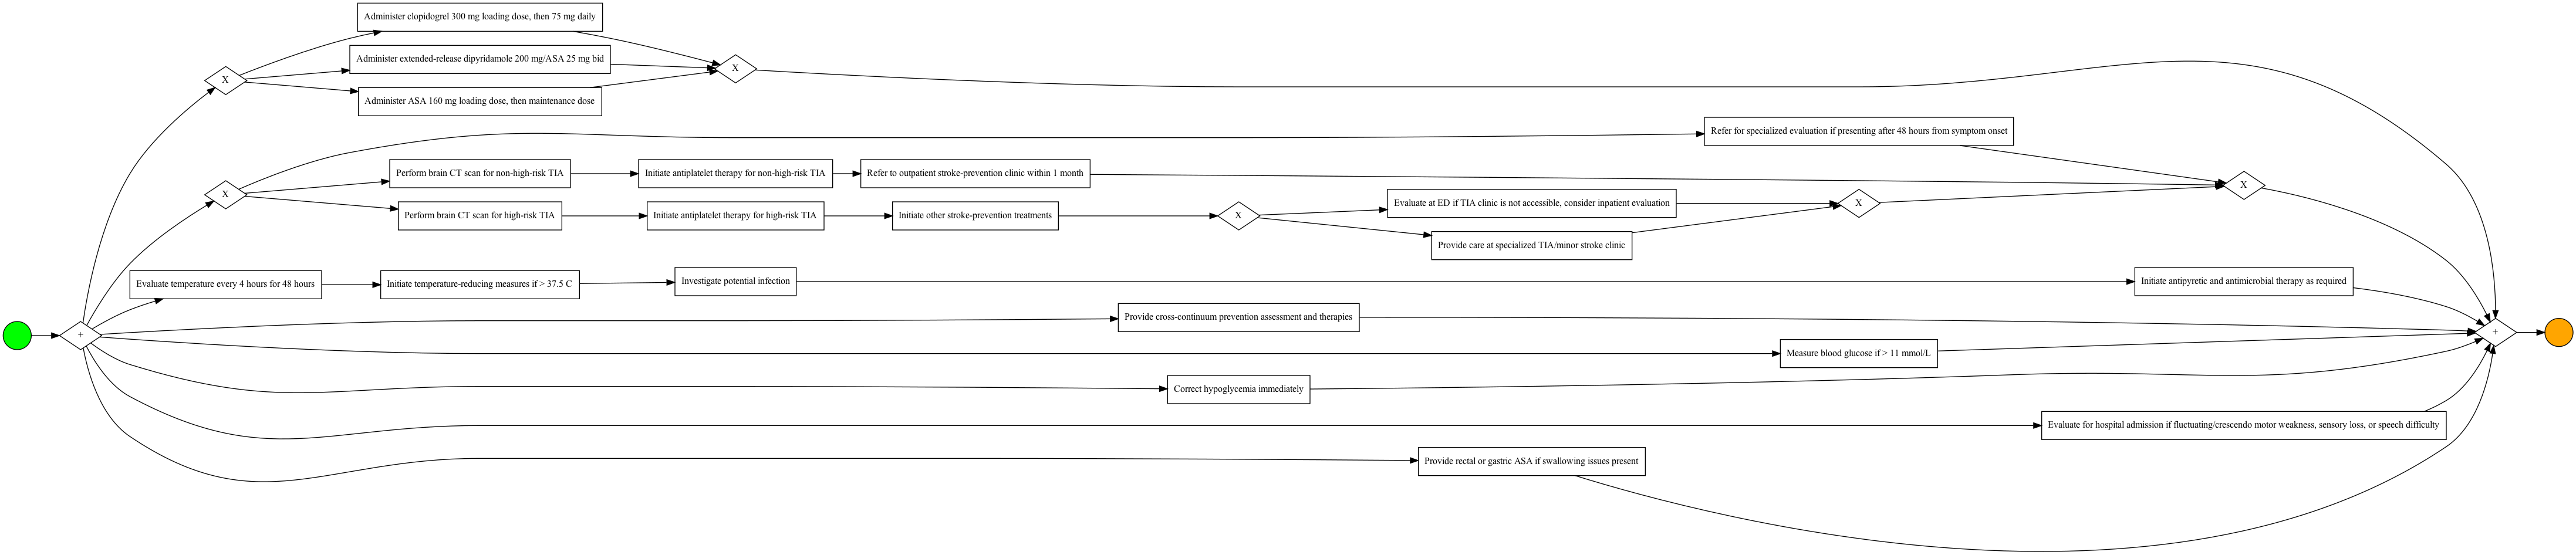 Administer clopidogrel 300 mg loading dose, then 75 mg daily
Administer extended-release dipyridamole 200 mg/ASA 25 mg bid
X
X
Administer ASA 160 mg loading dose, then maintenance dose
Refer for specialized evaluation if presenting after 48 hours from symptom onset
Perform brain CT scan for non-high-risk TIA
Initiate antiplatelet therapy for non-high-risk TIA
Refer to outpatient stroke-prevention clinic within 1 month
X
X
Perform brain CT scan for high-risk TIA
Initiate antiplatelet therapy for high-risk TIA
Initiate other stroke-prevention treatments
X
Evaluate at ED if TIA clinic is not accessible, consider inpatient evaluation
X
Provide care at specialized TIA/minor stroke clinic
Evaluate temperature every 4 hours for 48 hours
Initiate temperature-reducing measures if > 37.5 C
Investigate potential infection
Initiate antipyretic and antimicrobial therapy as required
Provide cross-continuum prevention assessment and therapies
+
+
Measure blood glucose if > 11 mmol/L
Correct hypoglycemia immediately
Evaluate for hospital admission if fluctuating/crescendo motor weakness, sensory loss, or speech difficulty
Provide rectal or gastric ASA if swallowing issues present